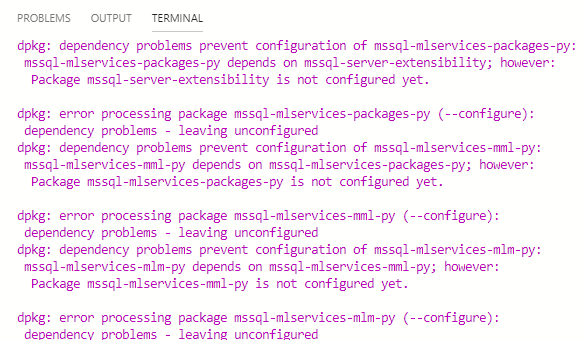 PROBLEMS OUTPUT TERMINAL
dpkg: dependency problems prevent configuration of mssql-mlservices-packages-py:
mssql-mlservices-packages-py depends on mssql-server-extensibility; however:
Package mssql-server-extensibility is not configured yet.
dpkg: error processing package mssql-mlservices-packages-py (--configure):
dependency problems - leaving unconfigured
dpkg: dependency problems prevent configuration of mssql-mlservices-mml-py:
mssql-mlservices-mml-py depends on mssql-mlservices-packages-py; however:
Package mssql-mlservices-packages-py is not configured yet.
dpkg: error processing package mssql-mlservices-mml-py (--configure):
dependency problems - leaving unconfigured
dpkg: dependency problems prevent configuration of mssql-mlservices-mlm-py:
mssql-mlservices-mlm-py depends on mssql-mlservices-mml-py; however:
Package mssql-mlservices-mml-py is not configured yet.
dpkg: error processing package mssql-mlservices-mlm-py (--configure):
dependency problems - leaving unconfigured